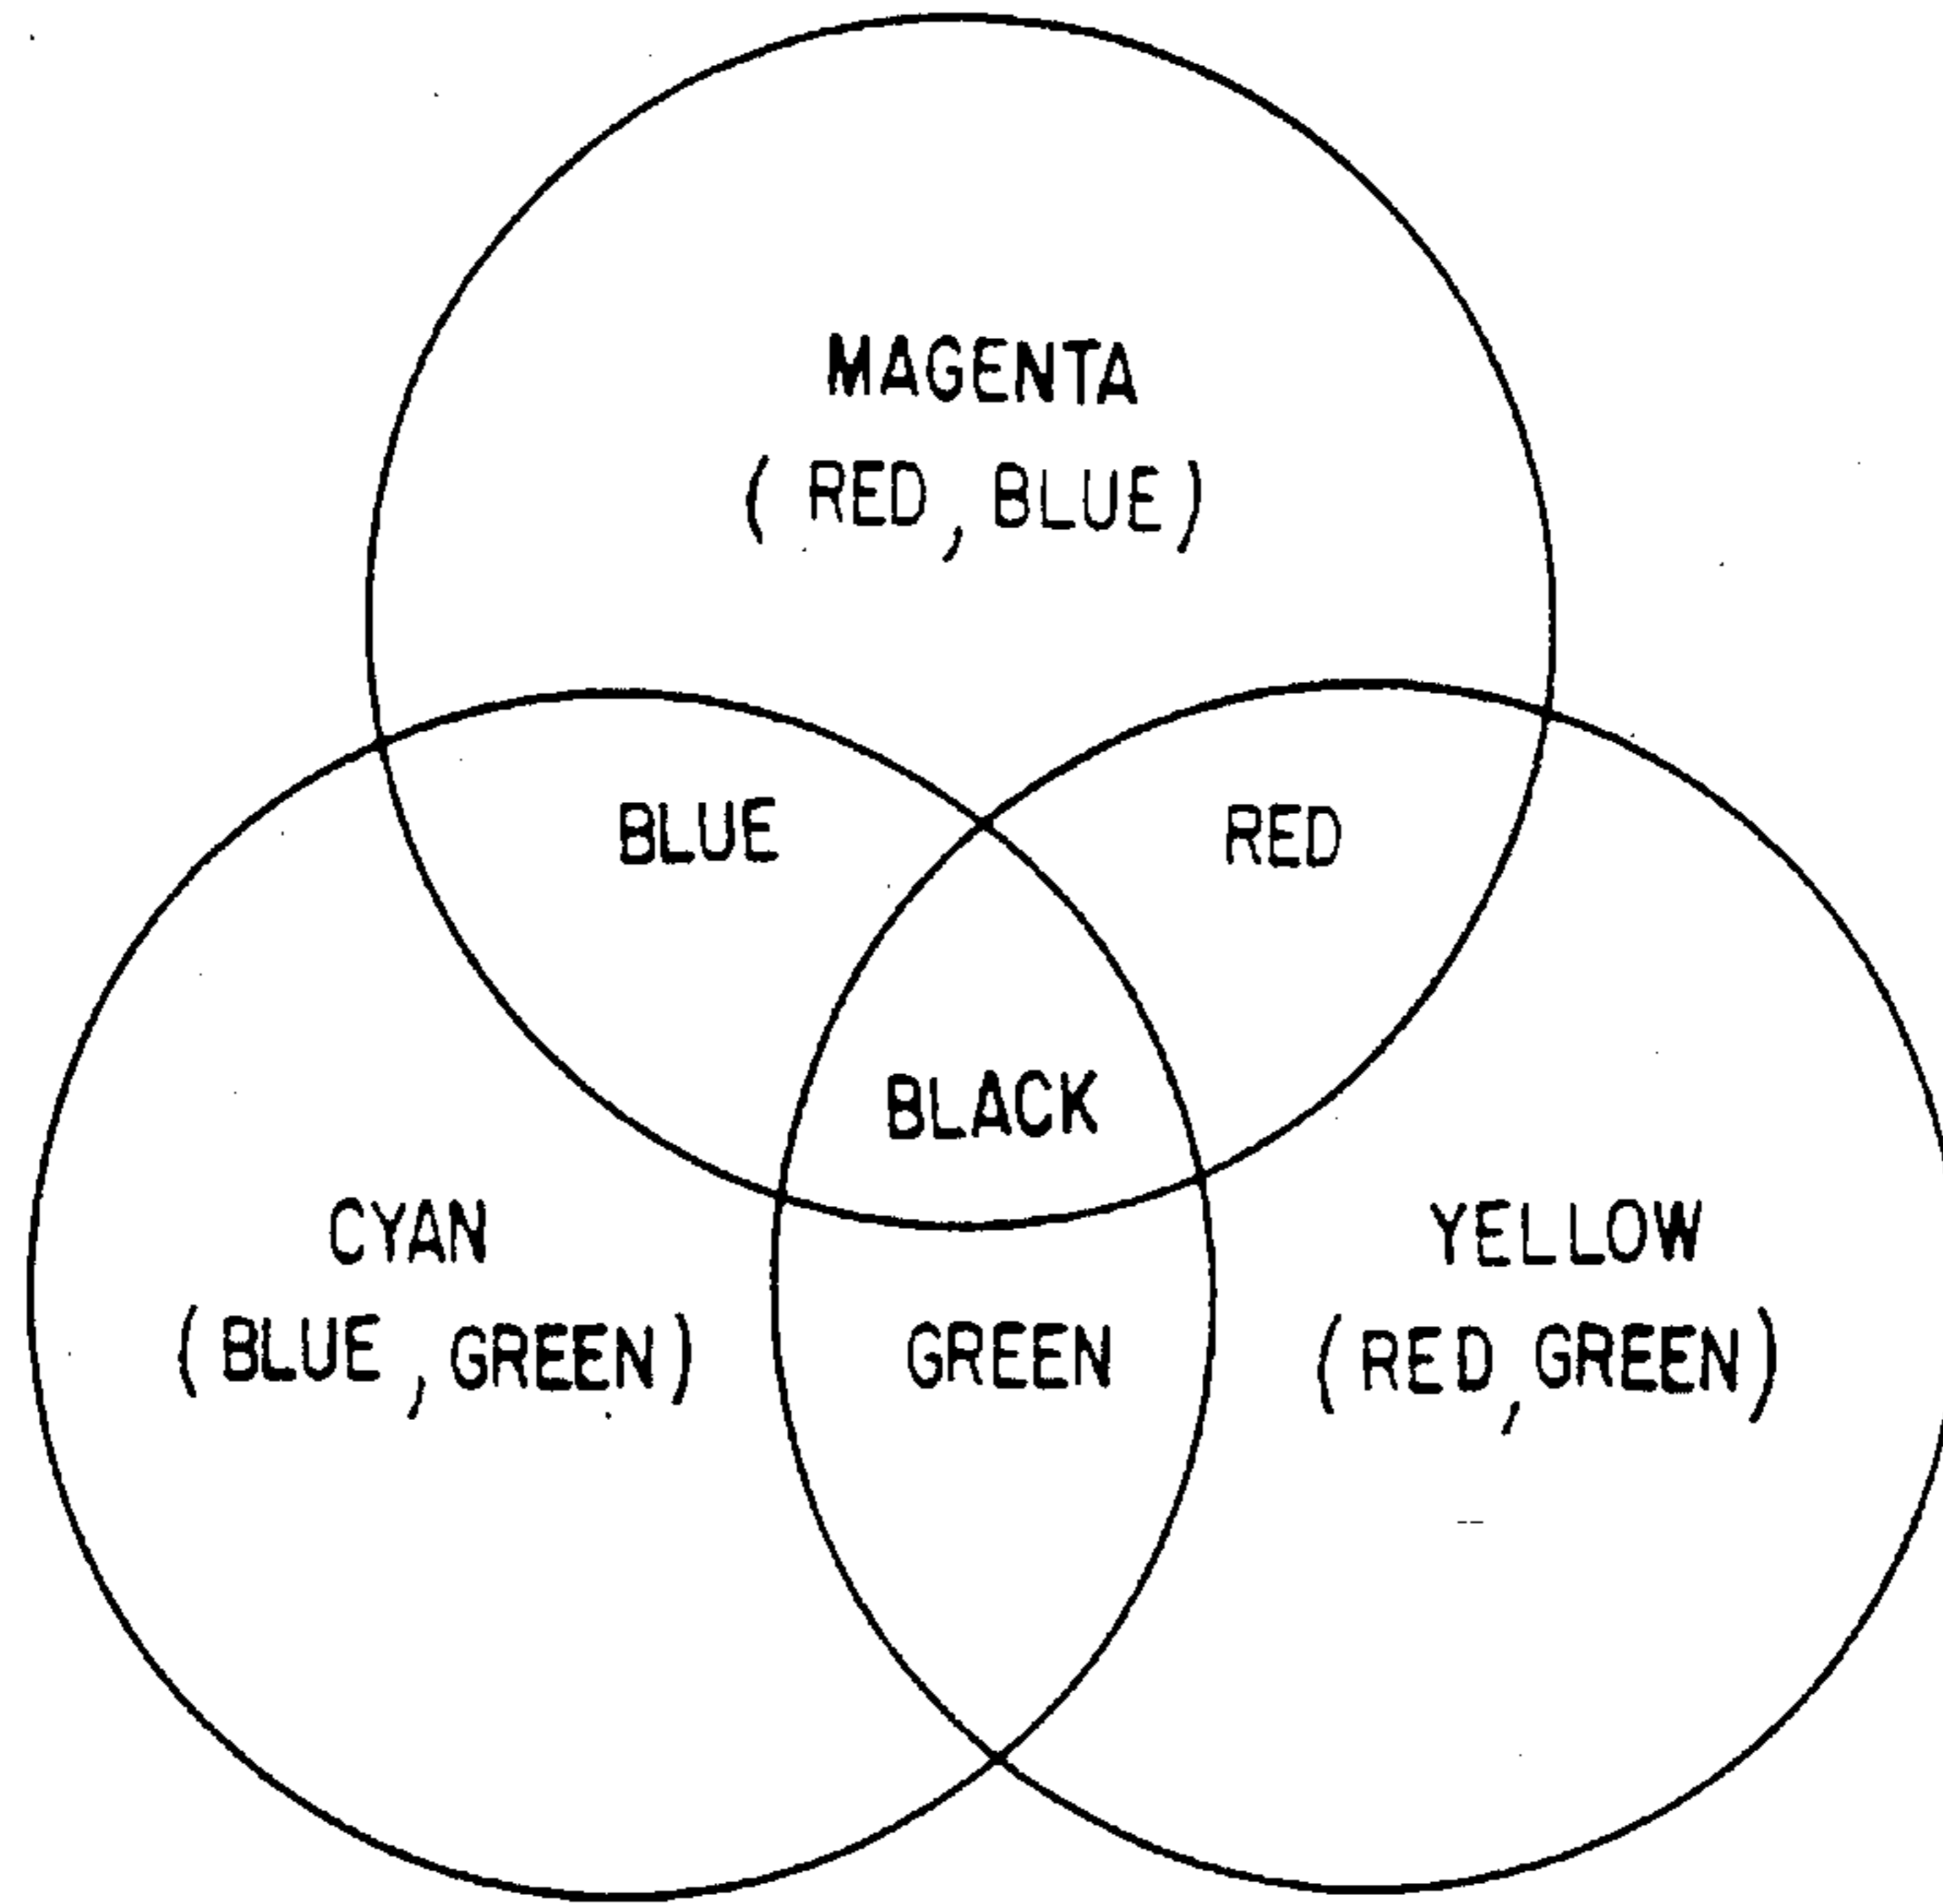 MAGENTA
( RED, BLUE)
BLUE
RED
BLACK
CYAN
(BLUE, GREEN)
GREEN
YELLOW
(RED, GREEN)